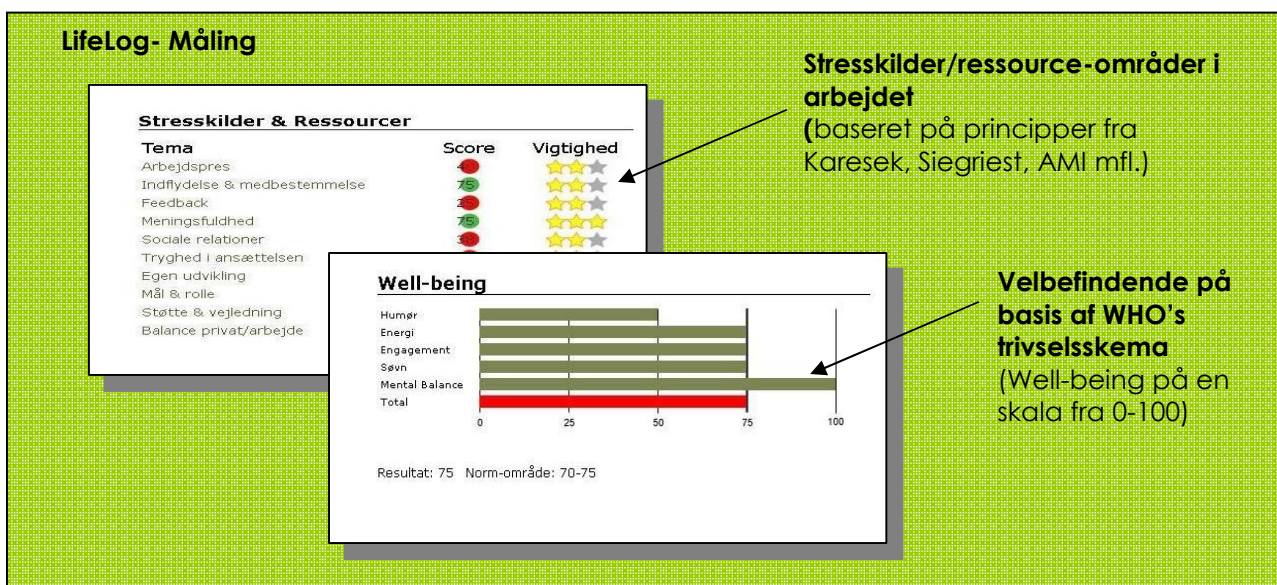 LifeLog- Måling
Stresskilder/ressource-områder i
arbejdet
(baseret på principper fra
Karesek, Siegriest, AMI mfl.)
Stresskilder & Ressourcer
Tema Score Vigtighed
Arbejdspres
Indflydelse & medbestemmelse 75
Feedback 25
Meningsfuldhed 75
Sociale relationer 38
Tryghed i ansættelsen
Egen udvikling
Mål & rolle
Støtte & vejledning
Balance privat/arbejde
Well-being
Humør
Energi
Engagement
Søvn
Mental Balance
Total
0 25 50 75 100
Resultat: 75 Norm-område: 70-75
Velbefindende på
basis af WHO's
trivselsskema
(Well-being på en
skala fra 0-100)